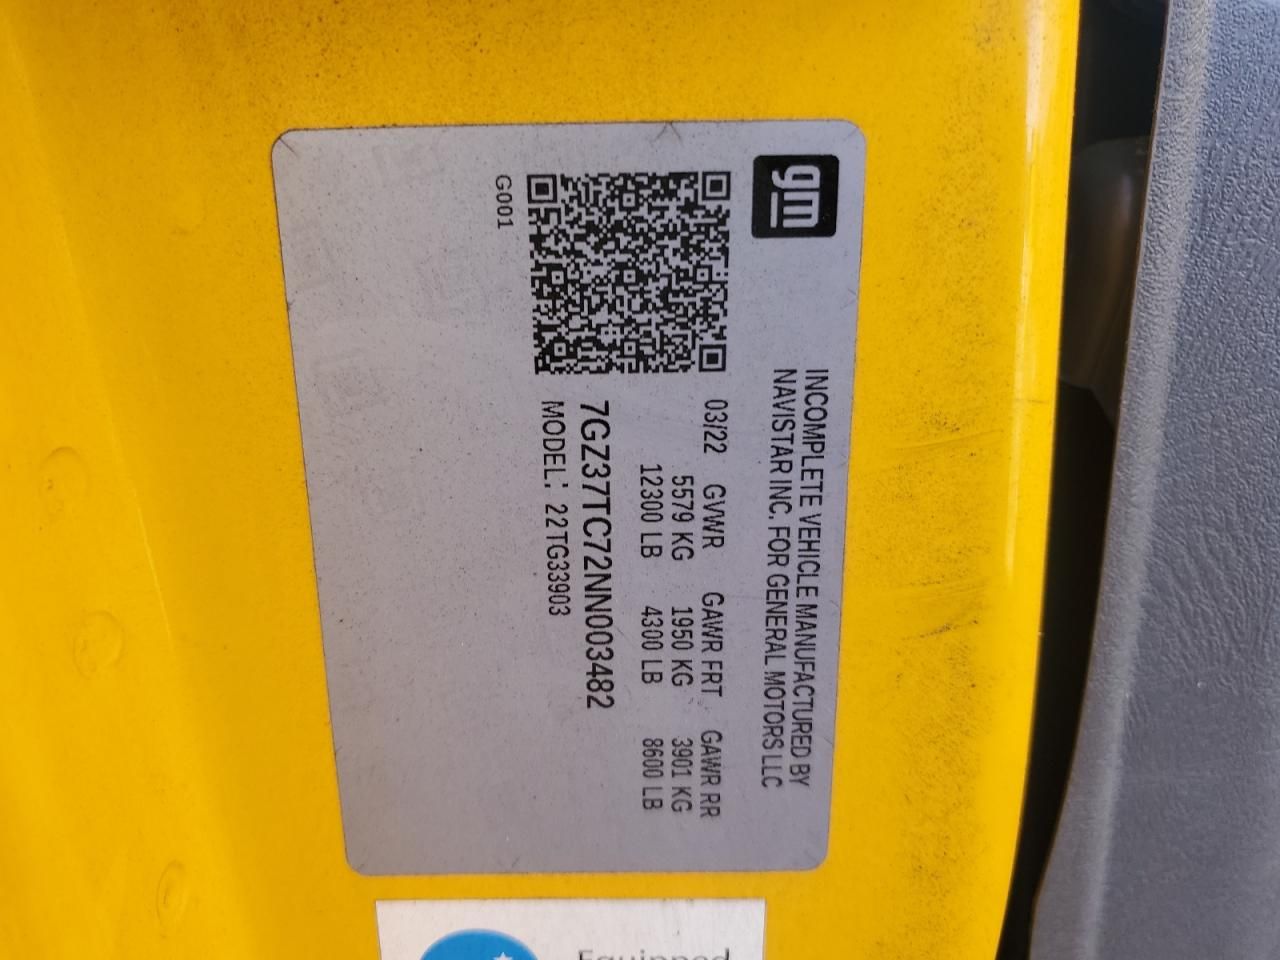 gm
INCOMPLETE VEHICLE MANUFACTURED BY
NAVISTAR INC. FOR GENERAL MOTORS LLC
03/22 GVWR GAWR FRT GAWR RR
5579 KG 1950 KG 3901 KG
12300 LB 4300 LB 8600 LB
7GZ37TC72NN003482
MODEL: 22TG33903
G001
Equipped